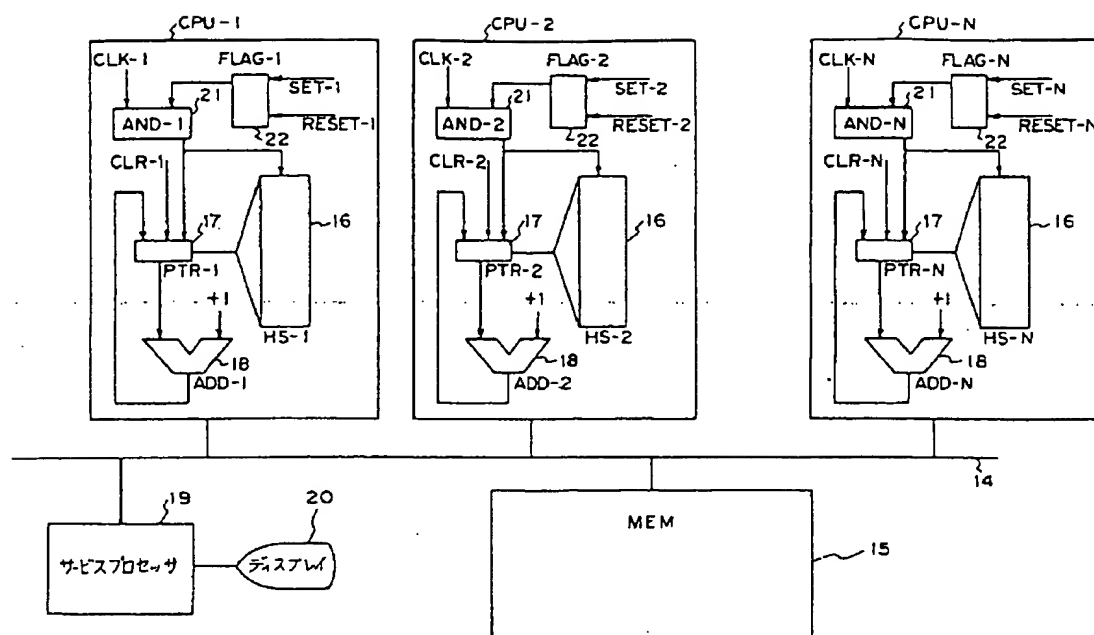 CPU-1
CLK-1
FLAG-1
SET-1
21
AND-1
RESET-1
22
CLR-1
16
17
PTR-1
+1
HS-1
18
ADD-1
CPU-2
CLK-2
FLAG-2
SET-2
21
AND-2
RESET-2
22
CLR-2
16
17
PTR-2
+1
HS-2
18
ADD-2
CPU-N
CLK-N
FLAG-N
SET-N
21
AND-N
RESET-N
22
CLR-N
16
17
PTR-N
+1
HS-N
18
ADD-N
14
19
サービスプロセッサ
20
ディスプレイ
MEM
15